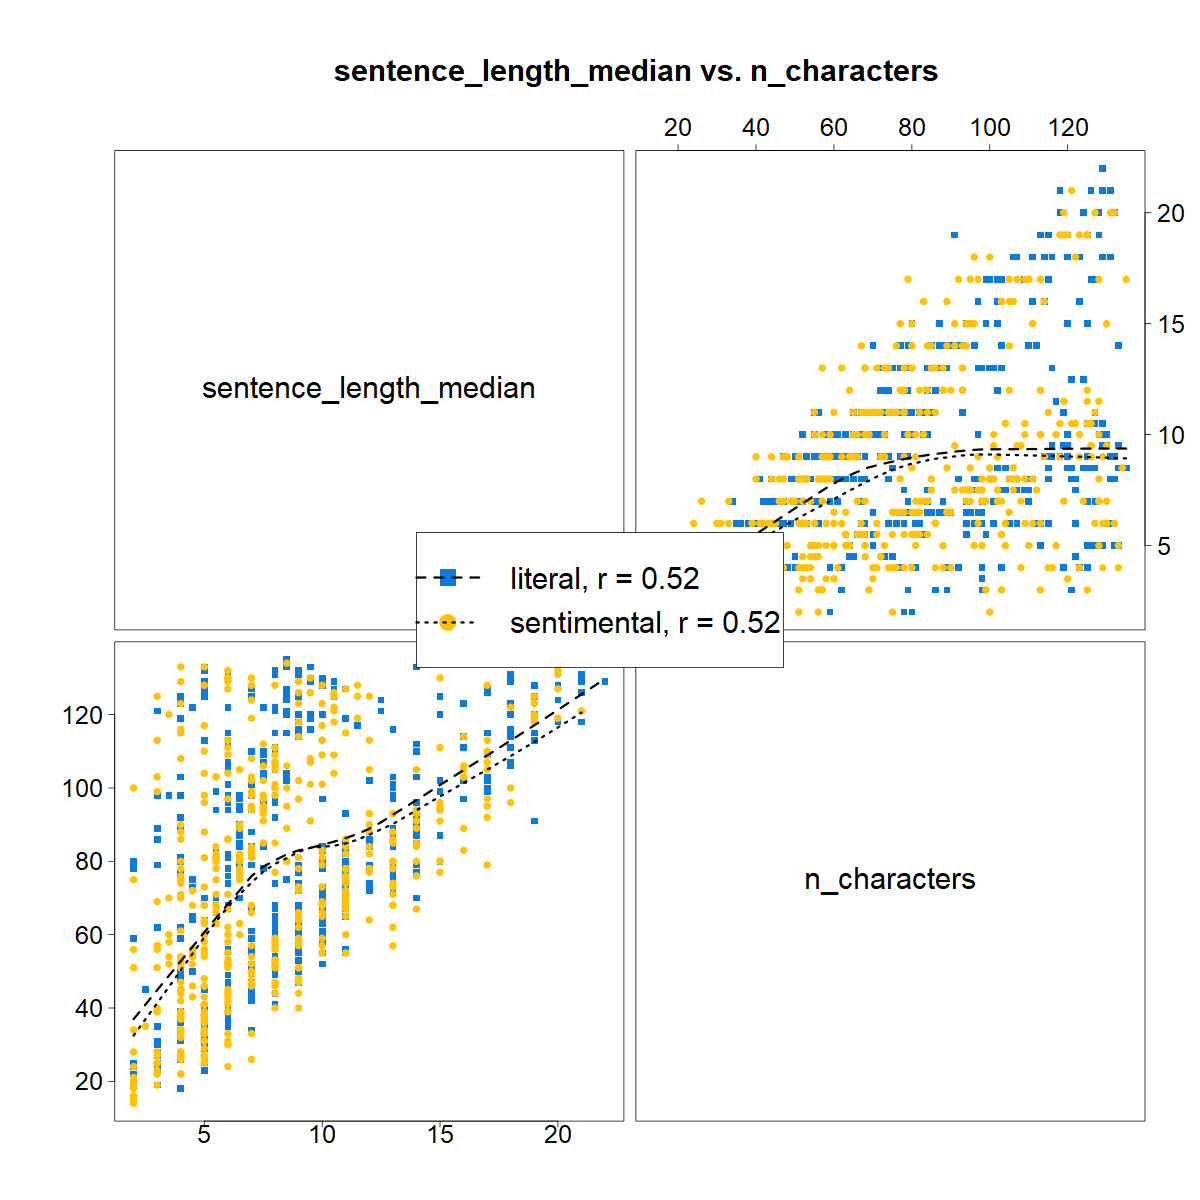 sentence_length_median vs. n_characters
20 40 60 80 100 120
sentence_length_median
20
15
10
5
literal, r = 0.52
sentimental, r = 0.52
120
100
80
60
40
20
n_characters
5 10 15 20